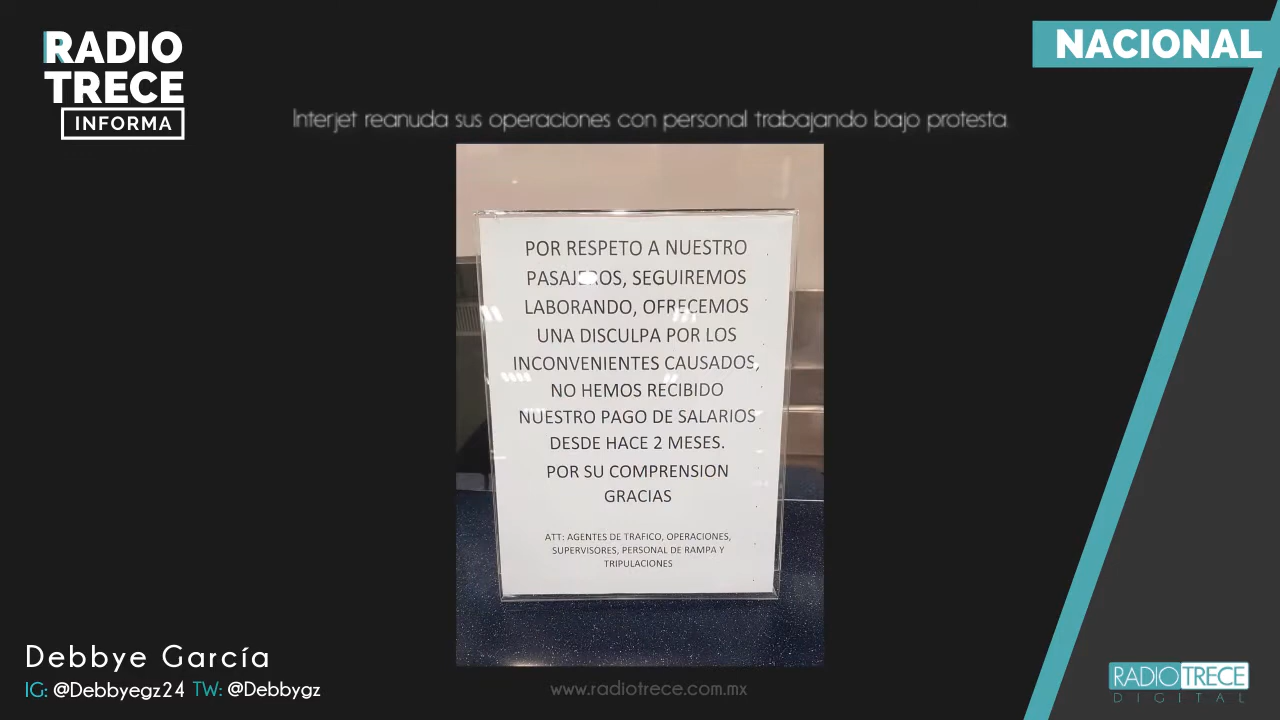 RADIO
TRECE
INFORMA
NACIONAL
Interjet reanuda sus operaciones con personal trabajando bajo protesta.
POR RESPETO A NUESTRO
PASAJEROS, SEGUIREMOS
LABORANDO, OFRECEMOS
UNA DISCULPA POR LOS
INCONVENIENTES CAUSADOS,
NO HEMOS RECIBIDO
NUESTRO PAGO DE SALARIOS
DESDE HACE 2 MESES.
POR SU COMPRENSION
GRACIAS
ATT: AGENTES DE TRAFICO, OPERACIONES,
SUPERVISORES, PERSONAL DE RAMPA Y
TRIPULACIONES
Debbye García
IG: @Debbyegz24 TW: @Debbygz
www.radiotrece.com.mx
RADIO TRECE
DIGITAL